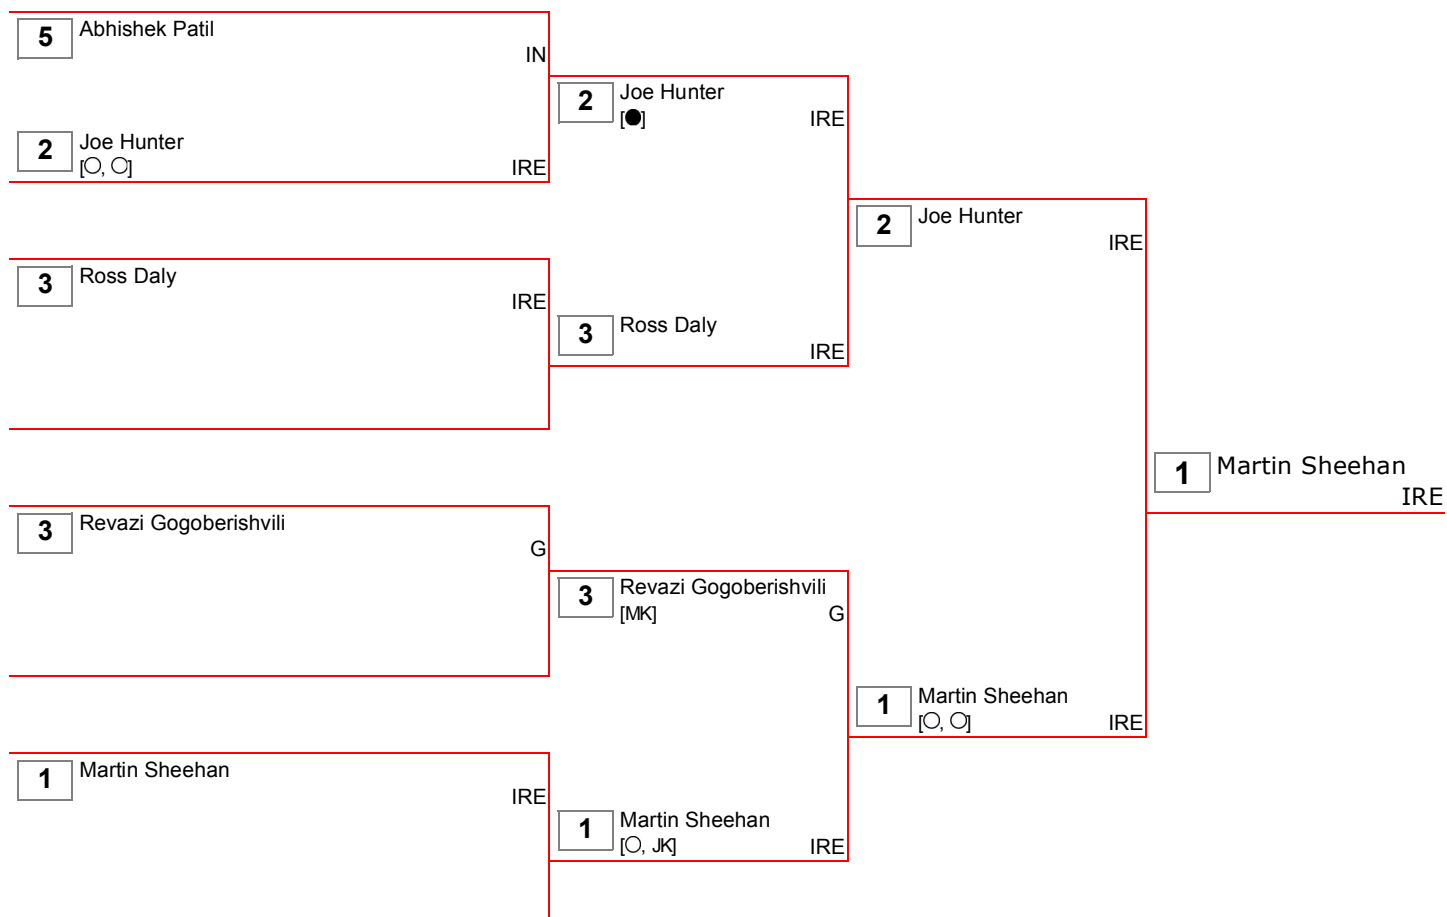 5 Abhishek Patil
IN
2 Joe Hunter
[○, ○]
IRE
2 Joe Hunter
[●]
IRE
3 Ross Daly
IRE
3 Ross Daly
IRE
2 Joe Hunter
IRE
3 Revazi Gogoberishvili
G
3 Revazi Gogoberishvili
[MK]
G
1 Martin Sheehan
IRE
1 Martin Sheehan
[○, JK]
IRE
1 Martin Sheehan
[○, ○]
IRE
1 Martin Sheehan
IRE